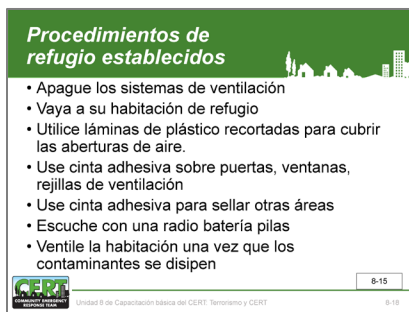 Procedimientos de
refugio establecidos
• Apague los sistemas de ventilación
• Vaya a su habitación de refugio
• Utilice láminas de plástico recortadas para cubrir
las aberturas de aire.
• Use cinta adhesiva sobre puertas, ventanas,
rejillas de ventilación
• Use cinta adhesiva para sellar otras áreas
• Escuche con una radio batería pilas
• Ventile la habitación una vez que los
contaminantes se disipen
8-15
CERT
COMMUNITY EMERGENCY
RESPONSE TEAM
Unidad 8 de Capacitación básica del CERT: Terrorismo y CERT
8-18